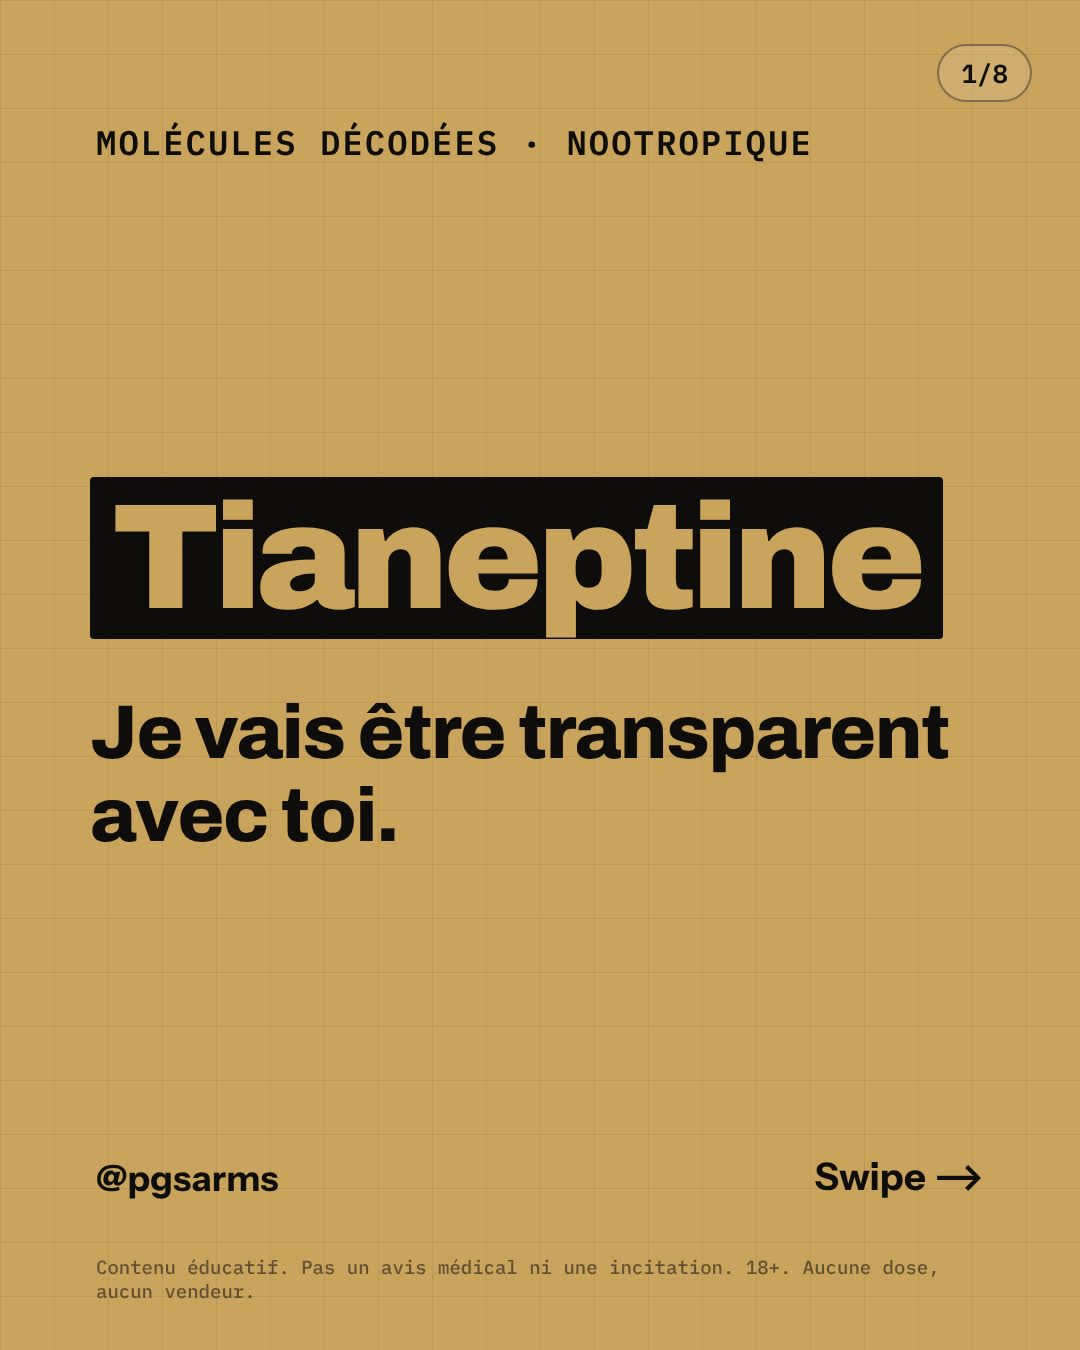 1/8
MOLÉCULES DÉCODÉES · NOOTROPIQUE
Tianeptine
Je vais être transparent
avec toi.
@pgsarms
Swipe →
Contenu éducatif. Pas un avis médical ni une incitation. 18+. Aucune dose,
aucun vendeur.